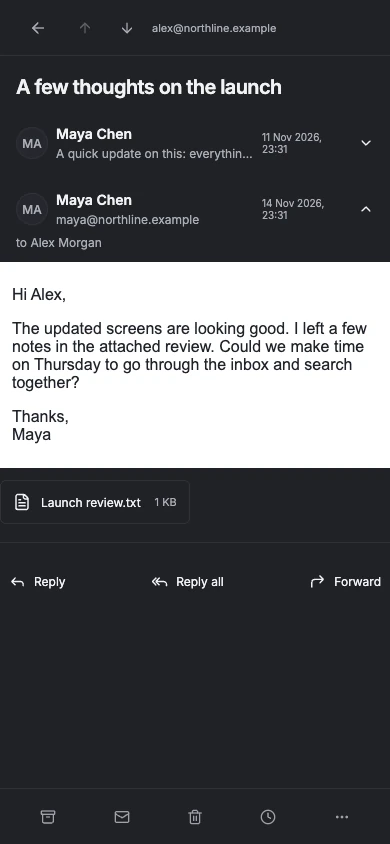 alex@northline.example
A few thoughts on the launch
MA
Maya Chen
A quick update on this: everythin...
11 Nov 2026,
23:31
MA
Maya Chen
maya@northline.example
14 Nov 2026,
23:31
to Alex Morgan
Hi Alex,
The updated screens are looking good. I left a few
notes in the attached review. Could we make time
on Thursday to go through the inbox and search
together?
Thanks,
Maya
Launch review.txt 1 KB
Reply Reply all Forward